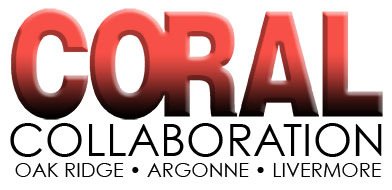 CORAL
COLLABORATION
OAK RIDGE • ARGONNE • LIVERMORE